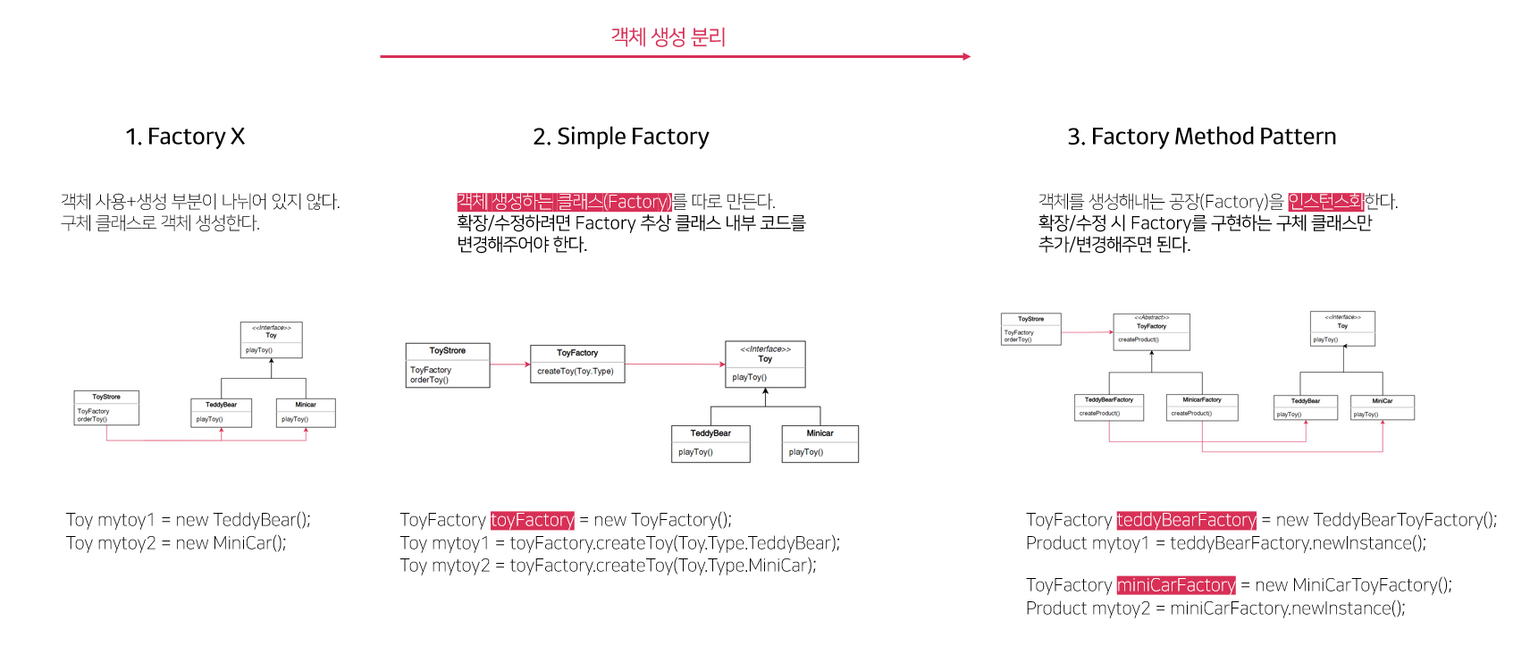 객체 생성 분리
1. Factory X
객체 사용+생성 부분이 나뉘어 있지 않다.
구체 클래스로 객체 생성한다.
<<Interface>>
Toy
playToy()
ToyStrore
ToyFactory
orderToy()
TeddyBear
playToy()
Minicar
playToy()
Toy mytoy1 = new TeddyBear();
Toy mytoy2 = new MiniCar();
2. Simple Factory
객체 생성하는 클래스(Factory)를 따로 만든다.
확장/수정하려면 Factory 추상 클래스 내부 코드를
변경해주어야 한다.
ToyStrore
ToyFactory
orderToy()
ToyFactory
createToy(Toy.Type)
<<Interface>>
Toy
playToy()
TeddyBear
playToy()
Minicar
playToy()
ToyFactory toyFactory = new ToyFactory();
Toy mytoy1 = toyFactory.createToy(Toy.Type.TeddyBear);
Toy mytoy2 = toyFactory.createToy(Toy.Type.MiniCar);
3. Factory Method Pattern
객체를 생성해내는 공장(Factory)을 인스턴스화한다.
확장/수정 시 Factory를 구현하는 구체 클래스만
추가/변경해주면 된다.
ToyStrore
ToyFactory
orderToy()
<<Abstract>>
ToyFactory
createProduct()
<<Interface>>
Toy
playToy()
TeddyBearFactory
createProduct()
MinicarFactory
createProduct()
TeddyBear
playToy()
MiniCar
playToy()
ToyFactory teddyBearFactory = new TeddyBearToyFactory();
Product mytoy1 = teddyBearFactory.newInstance();
ToyFactory miniCarFactory = new MiniCarToyFactory();
Product mytoy2 = miniCarFactory.newInstance();